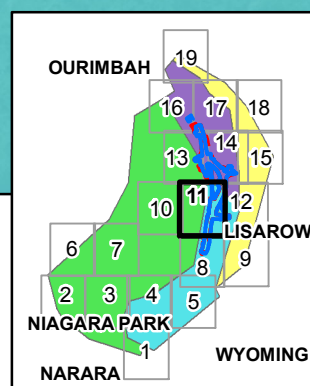 19
OURIMBAH
16 17 18
14
13 15
11 12
10
LISAROW
6 7 8 9
2 3 4 5
NIAGARA PARK
1
WYOMING
NARARA